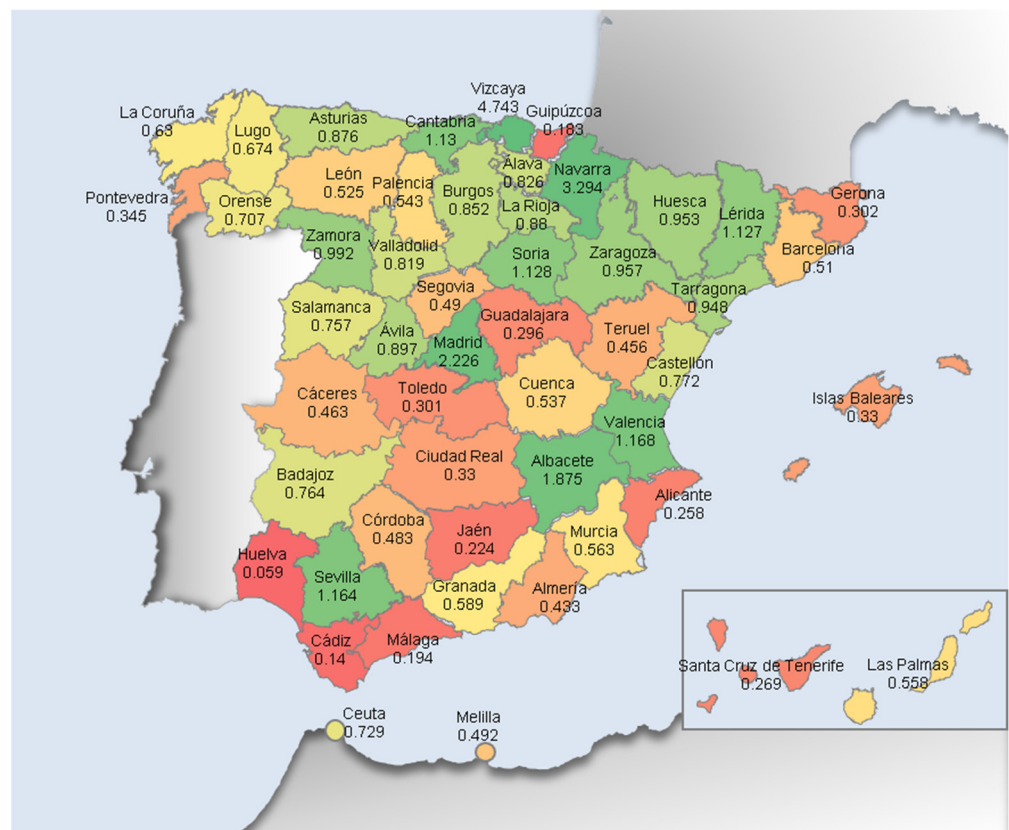 Vizcaya
4.743
La Coruña
0.63
Lugo
0.674
Asturias
0.876
Cantabria
1.13
Guipúzcoa
0.183
Álava
0.826
Navarra
3.294
León
0.525
Palencia
0.543
Burgos
0.852
La Rioja
0.88
Pontevedra
0.345
Orense
0.707
Huesca
0.953
Lérida
1.127
Gerona
0.302
Barcelona
0.51
Zamora
0.992
Valladolid
0.819
Soria
1.128
Zaragoza
0.957
Tarragona
0.948
Segovia
0.49
Salamanca
0.757
Ávila
0.897
Madrid
2.226
Guadalajara
0.296
Teruel
0.456
Castellón
0.772
Cáceres
0.463
Toledo
0.301
Cuenca
0.537
Islas Baleares
0.33
Valencia
1.168
Badajoz
0.764
Ciudad Real
0.33
Albacete
1.875
Alicante
0.258
Córdoba
0.483
Jaén
0.224
Murcia
0.563
Huelva
0.059
Sevilla
1.164
Granada
0.589
Almería
0.433
Cádiz
0.14
Málaga
0.194
Santa Cruz de Tenerife
0.269
Las Palmas
0.558
Ceuta
0.729
Melilla
0.492